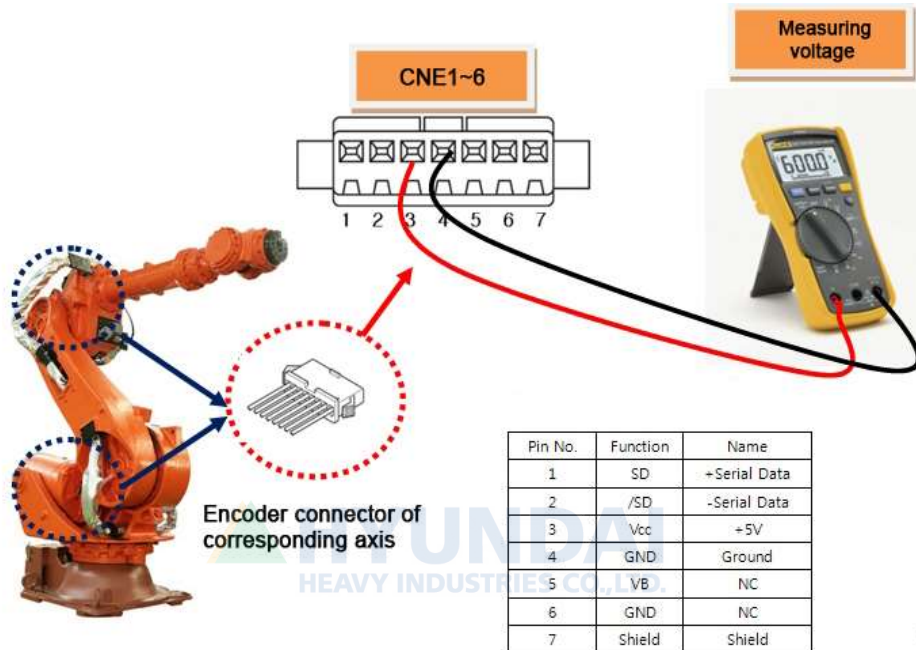 Measuring
voltage
CNE1~6
600.0
1 2 3 4 5 6 7
Encoder connector of
corresponding axis
Pin No. Function Name
1 SD +Serial Data
2 /SD -Serial Data
3 Vcc +5V
4 GND Ground
5 VB NC
6 GND NC
7 Shield Shield
HYUNDAI
HEAVY INDUSTRIES CO.,LTD.